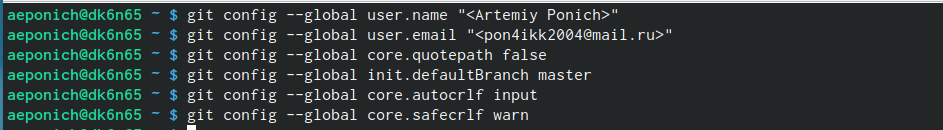 aeponich@dk6n65 ~ $ git config --global user.name "<Artemiy Ponich>"
aeponich@dk6n65 ~ $ git config --global user.email "<pon4ikk2004@mail.ru>"
aeponich@dk6n65 ~ $ git config --global core.quotepath false
aeponich@dk6n65 ~ $ git config --global init.defaultBranch master
aeponich@dk6n65 ~ $ git config --global core.autocrlf input
aeponich@dk6n65 ~ $ git config --global core.safecrlf warn
aeponich@dk6n65 ~ $